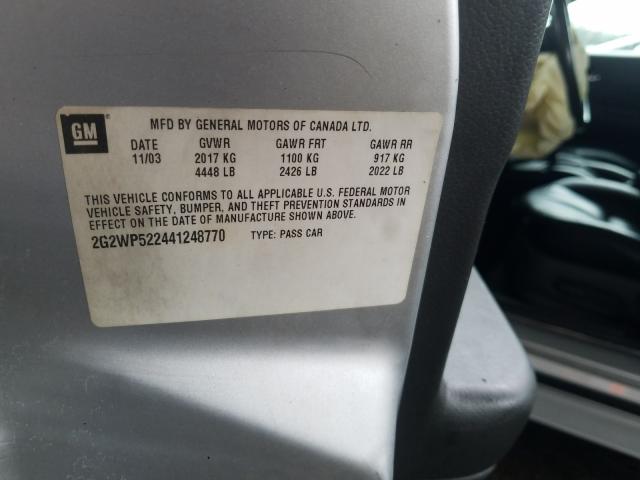 GM
MFD BY GENERAL MOTORS OF CANADA LTD.
DATE GVWR GAWR FRT GAWR RR
11/03 2017 KG 1100 KG 917 KG
4448 LB 2426 LB 2022 LB
THIS VEHICLE CONFORMS TO ALL APPLICABLE U.S. FEDERAL MOTOR
VEHICLE SAFETY, BUMPER, AND THEFT PREVENTION STANDARDS IN
EFFECT ON THE DATE OF MANUFACTURE SHOWN ABOVE.
2G2WP522441248770 TYPE: PASS CAR